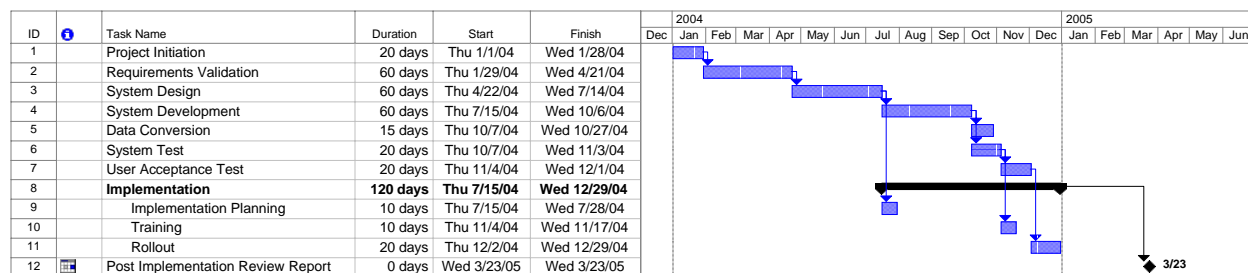 2004 2005
ID Task Name Duration Start Finish Dec Jan Feb Mar Apr May Jun Jul Aug Sep Oct Nov Dec Jan Feb Mar Apr May Jun
1 Project Initiation 20 days Thu 1/1/04 Wed 1/28/04
2 Requirements Validation 60 days Thu 1/29/04 Wed 4/21/04
3 System Design 60 days Thu 4/22/04 Wed 7/14/04
4 System Development 60 days Thu 7/15/04 Wed 10/6/04
5 Data Conversion 15 days Thu 10/7/04 Wed 10/27/04
6 System Test 20 days Thu 10/7/04 Wed 11/3/04
7 User Acceptance Test 20 days Thu 11/4/04 Wed 12/1/04
8 Implementation 120 days Thu 7/15/04 Wed 12/29/04
9 Implementation Planning 10 days Thu 7/15/04 Wed 7/28/04
10 Training 10 days Thu 11/4/04 Wed 11/17/04
11 Rollout 20 days Thu 12/2/04 Wed 12/29/04
12 Post Implementation Review Report 0 days Wed 3/23/05 Wed 3/23/05 3/23